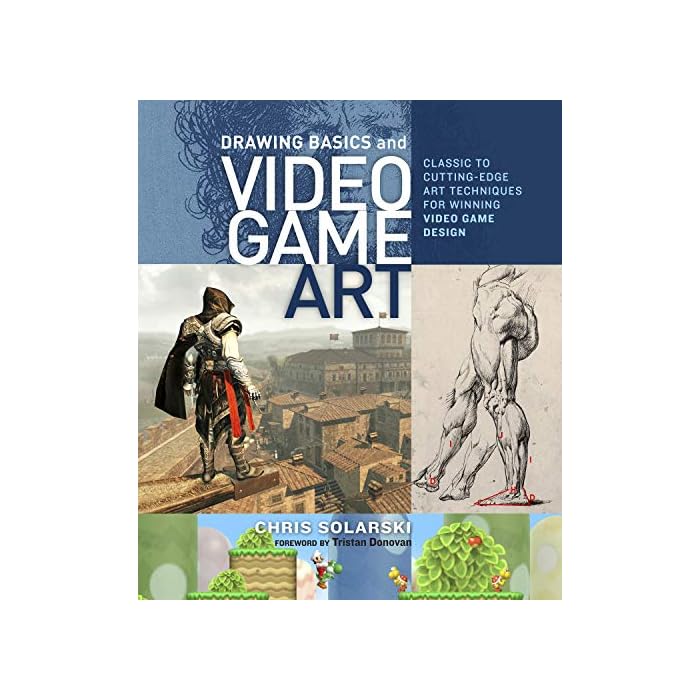 DRAWING BASICS and
VIDEO
GAME
ART
CLASSIC TO
CUTTING-EDGE
ART TECHNIQUES
FOR WINNING
VIDEO GAME
DESIGN
CHRIS SOLARSKI
FOREWORD BY Tristan Donovan